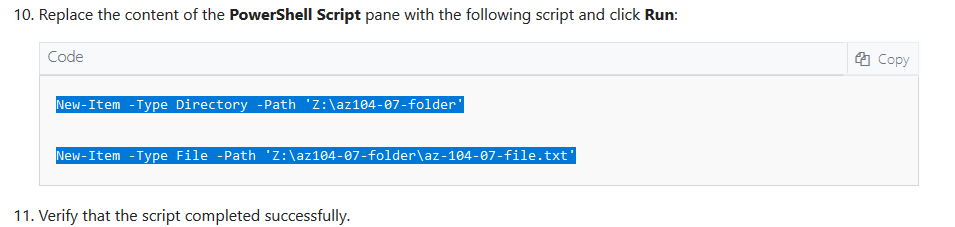 10. Replace the content of the PowerShell Script pane with the following script and click Run:
Code
Copy
New-Item -Type Directory -Path 'Z:\az104-07-folder'
New-Item -Type File -Path 'Z:\az104-07-folder\az-104-07-file.txt'
11. Verify that the script completed successfully.